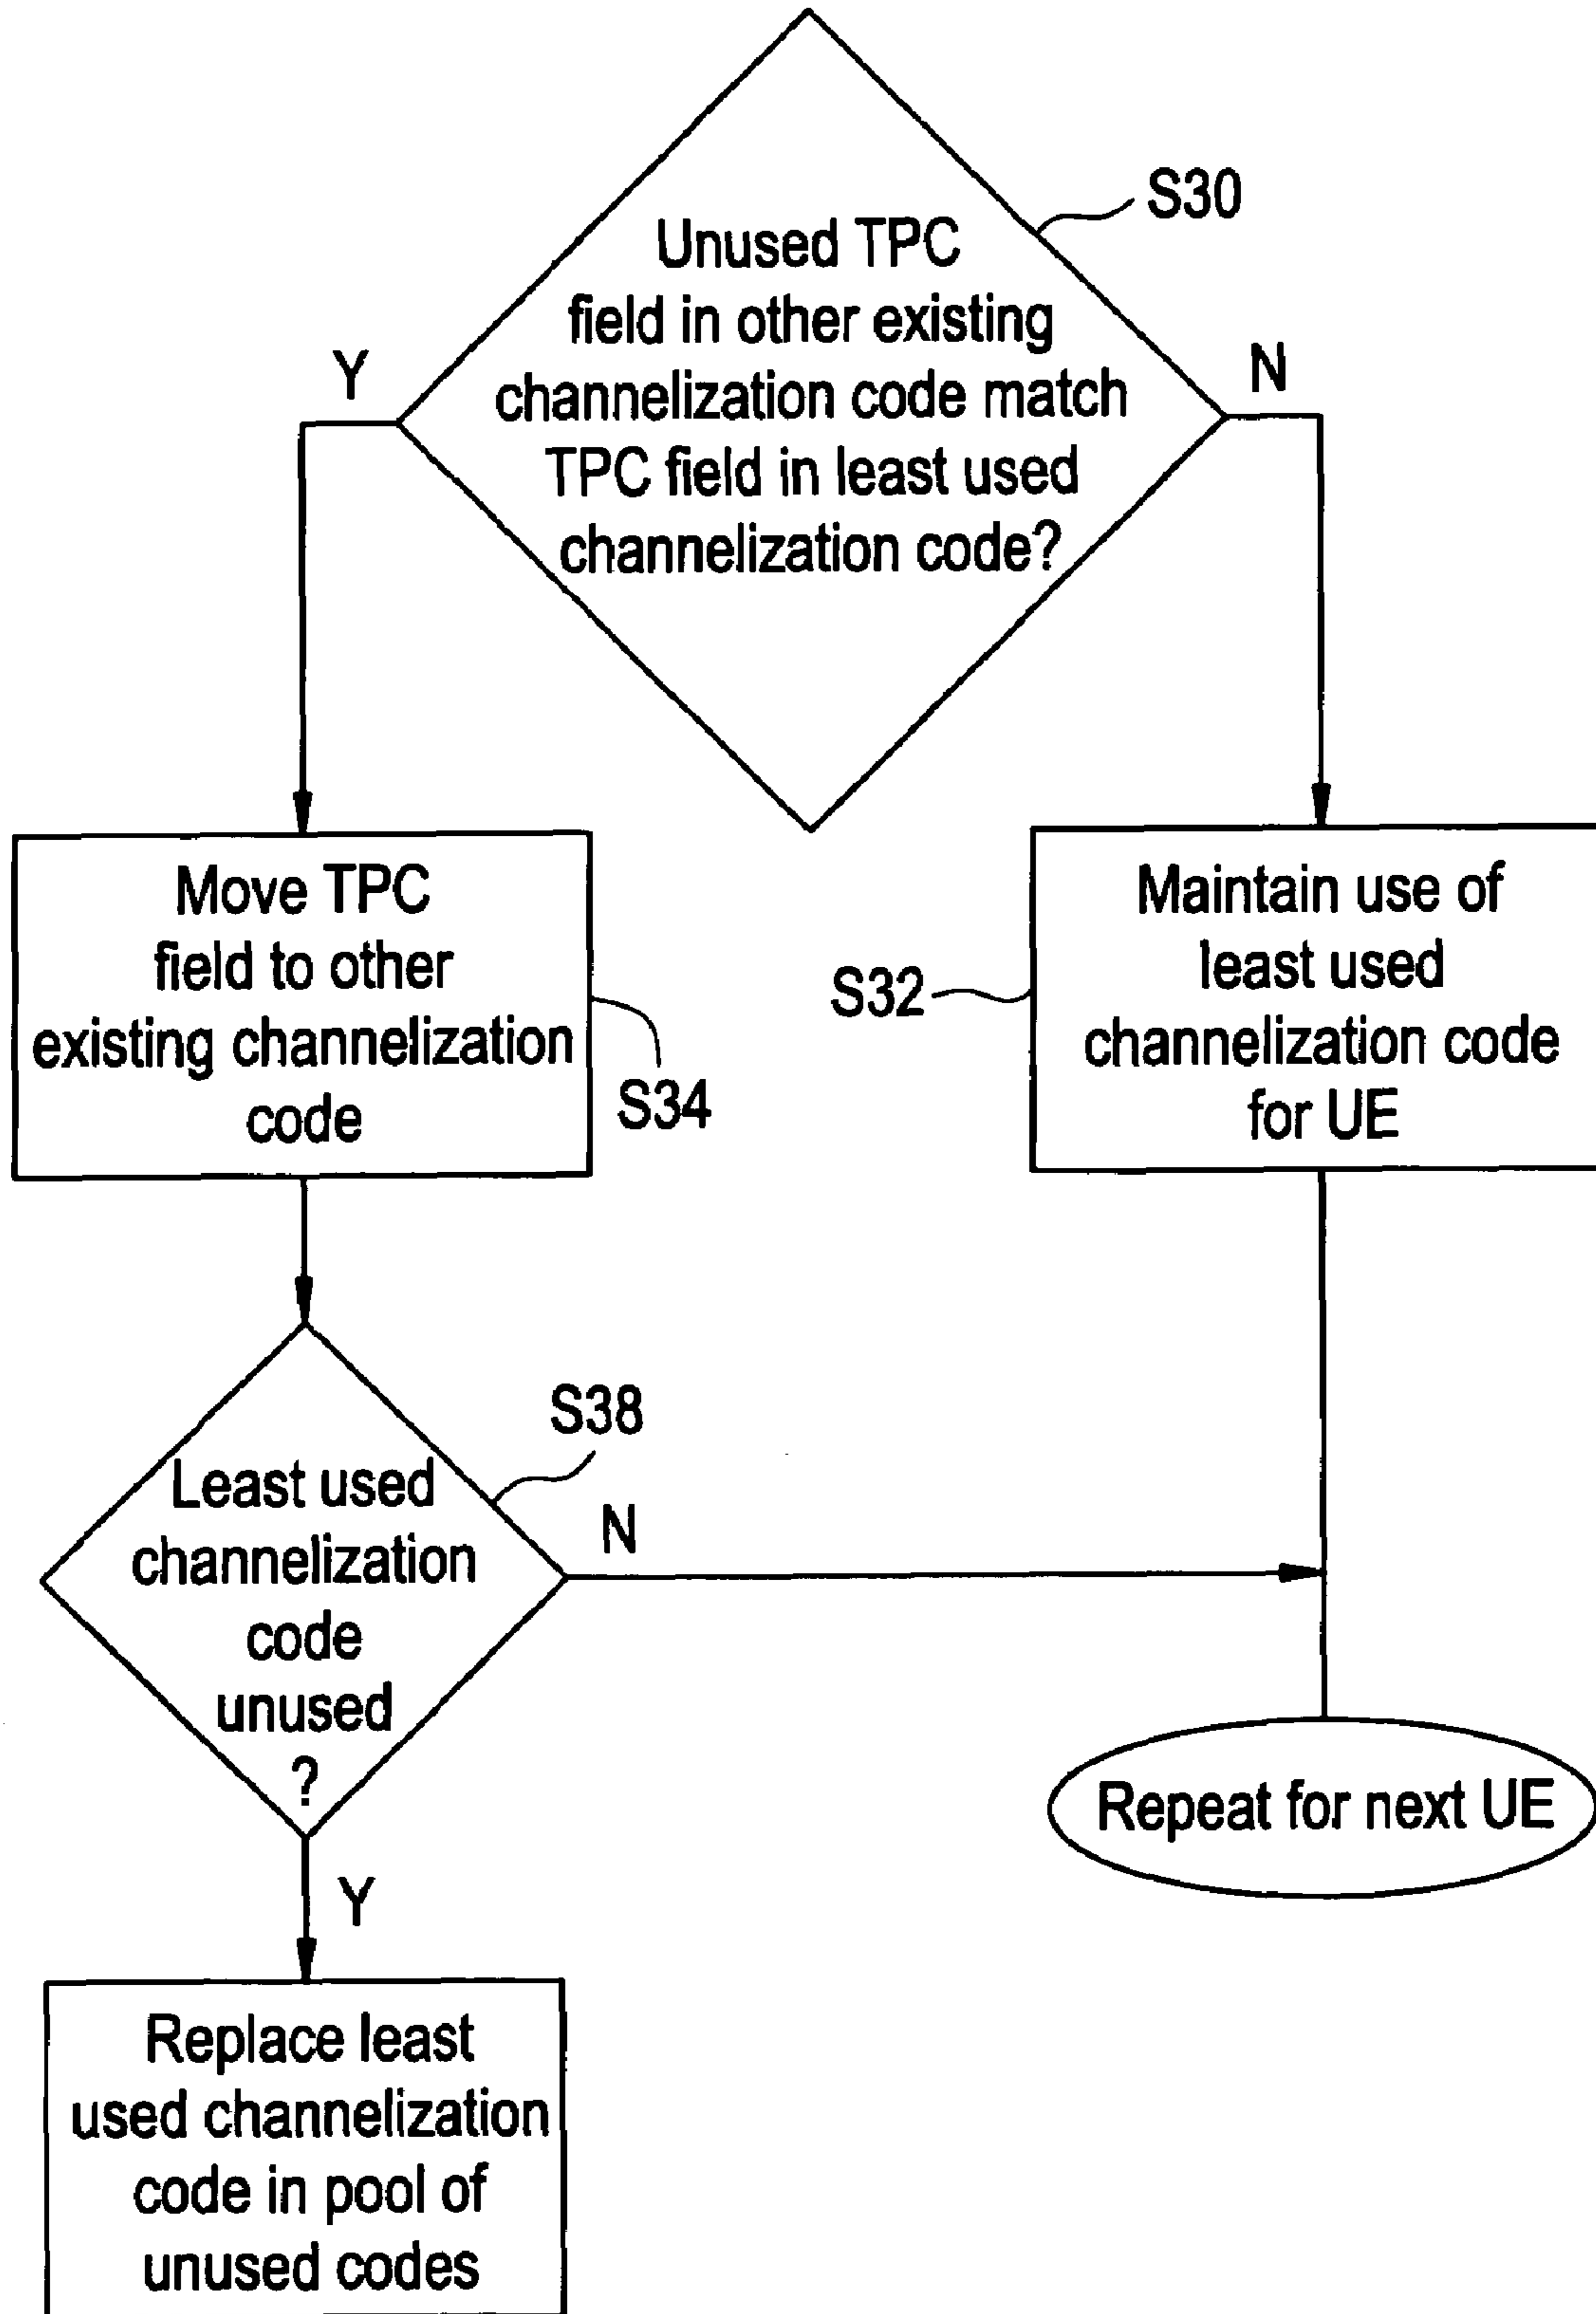 S30
Unused TPC
field in other existing
channelization code match
TPC field in least used
channelization code?
Y
N
Move TPC
field to other
existing channelization
code
S34
Maintain use of
least used
channelization code
for UE
S32
S38
Least used
channelization
code
unused
?
N
Y
Repeat for next UE
Replace least
used channelization
code in pool of
unused codes